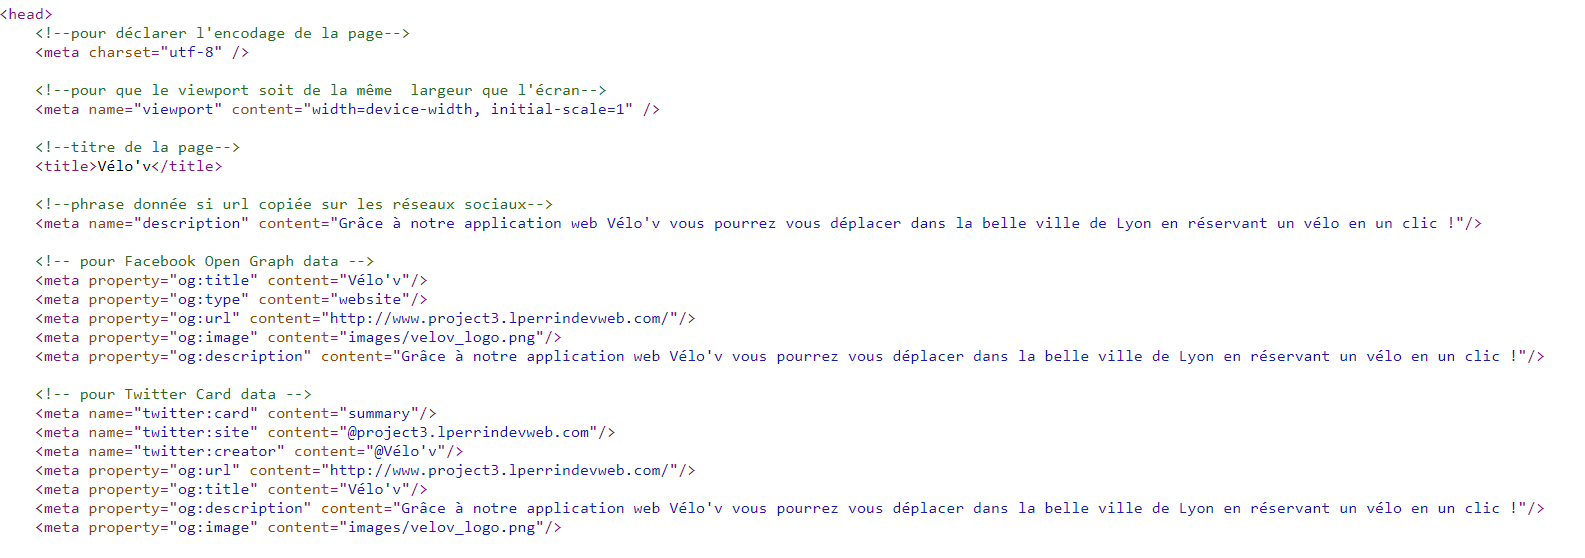 <head>
<!--pour déclarer l'encodage de la page-->
<meta charset="utf-8" />
<!--pour que le viewport soit de la même  largeur que l'écran-->
<meta name="viewport" content="width=device-width, initial-scale=1" />
<!--titre de la page-->
<title>Vélo'v</title>
<!--phrase donnée si url copiée sur les réseaux sociaux-->
<meta name="description" content="Grâce à notre application web Vélo'v vous pourrez vous déplacer dans la belle ville de Lyon en réservant un vélo en un clic !"/>
<!-- pour Facebook Open Graph data -->
<meta property="og:title" content="Vélo'v"/>
<meta property="og:type" content="website"/>
<meta property="og:url" content="http://www.project3.lperrindevweb.com/"/>
<meta property="og:image" content="images/velov_logo.png"/>
<meta property="og:description" content="Grâce à notre application web Vélo'v vous pourrez vous déplacer dans la belle ville de Lyon en réservant un vélo en un clic !"/>
<!-- pour Twitter Card data -->
<meta name="twitter:card" content="summary"/>
<meta name="twitter:site" content="@project3.lperrindevweb.com"/>
<meta name="twitter:creator" content="@Vélo'v"/>
<meta property="og:url" content="http://www.project3.lperrindevweb.com/"/>
<meta property="og:title" content="Vélo'v"/>
<meta property="og:description" content="Grâce à notre application web Vélo'v vous pourrez vous déplacer dans la belle ville de Lyon en réservant un vélo en un clic !"/>
<meta property="og:image" content="images/velov_logo.png"/>